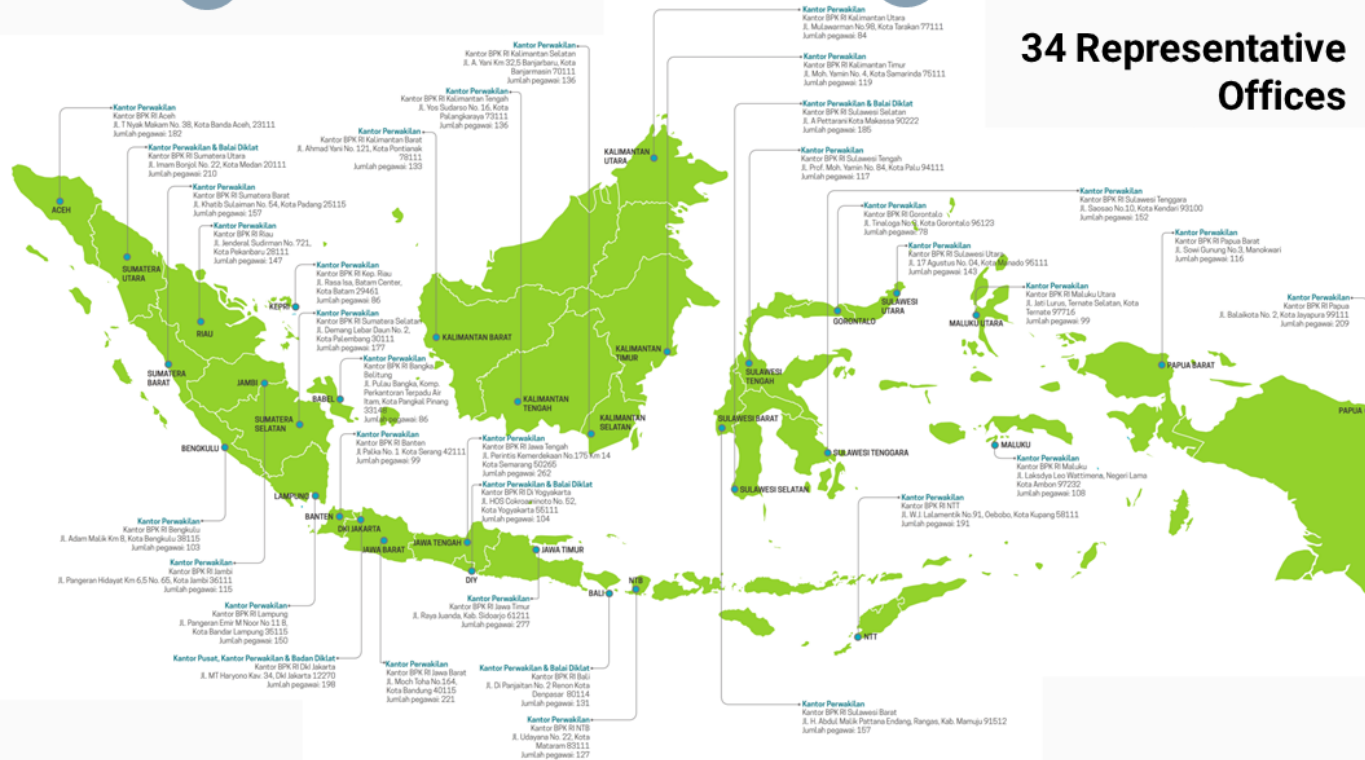 34 Representative
Offices
Kantor Perwakilan
Kantor BPK RI Kalimantan Utara
Jl. Mulawarman No.98, Kota Tarakan 77111
Jumlah pegawai: 84
Kantor Perwakilan
Kantor BPK RI Kalimantan Selatan
Jl. A. Yani Km 32,5 Banjarbaru, Kota
Banjarmasin 70111
Jumlah pegawai: 136
Kantor Perwakilan
Kantor BPK RI Kalimantan Timur
Jl. Moh. Yamin No. 4, Kota Samarinda 75111
Jumlah pegawai: 119
Kantor Perwakilan
Kantor BPK RI Kalimantan Tengah
Jl. Yos Sudarso No. 16, Kota
Palangkaraya 73111
Jumlah pegawai: 136
Kantor Perwakilan & Balai Diklat
Kantor BPK RI Sulawesi Selatan
Jl. A Pettarani Kota Makassa 90222
Jumlah pegawai: 185
Kantor Perwakilan
Kantor BPK RI Aceh
Jl. T Nyak Makam No. 38, Kota Banda Aceh, 23111
Jumlah pegawai: 182
Kantor Perwakilan
Kantor BPK RI Kalimantan Barat
Jl. Ahmad Yani No. 121, Kota Pontianak
78111
Jumlah pegawai: 133
Kantor Perwakilan & Balai Diklat
Kantor BPK RI Sumatera Utara
Jl. Imam Bonjol No. 22, Kota Medan 20111
Jumlah pegawai: 210
Kantor Perwakilan
Kantor BPK RI Sulawesi Tengah
Jl. Prof. Moh. Yamin No. 84, Kota Palu 94111
Jumlah pegawai: 117
Kantor Perwakilan
Kantor BPK RI Sumatera Barat
Jl. Khatib Sulaiman No. 54, Kota Padang 25115
Jumlah pegawai: 157
Kantor Perwakilan
Kantor BPK RI Sulawesi Tenggara
Jl. Saosao No.10, Kota Kendari 93100
Jumlah pegawai: 152
Kantor Perwakilan
Kantor BPK RI Gorontalo
Jl. Tinaloga No.3, Kota Gorontalo 96123
Jumlah pegawai: 78
Kantor Perwakilan
Kantor BPK RI Riau
Jl. Jenderal Sudirman No. 721,
Kota Pekanbaru 28111
Jumlah pegawai: 147
Kantor Perwakilan
Kantor BPK RI Papua Barat
Jl. Sowi Gunung No.3, Manokwari
Jumlah pegawai: 116
Kantor Perwakilan
Kantor BPK RI Sulawesi Utara
Jl. 17 Agustus No. 04, Kota Manado 95111
Jumlah pegawai: 143
Kantor Perwakilan
Kantor BPK RI Kep. Riau
Jl. Rasa Isa, Batam Center,
Kota Batam 29461
Jumlah pegawai: 86
Kantor Perwakilan
Kantor BPK RI Maluku Utara
Jl. Jati Lurus, Ternate Selatan, Kota
Ternate 97716
Jumlah pegawai: 99
Kantor Perwakilan
Kantor BPK RI Papua
Jl. Balaikota No. 2, Kota Jayapura 99111
Jumlah pegawai: 209
Kantor Perwakilan
Kantor BPK RI Sumatera Selatan
Jl. Demang Lebar Daun No. 2,
Kota Palembang 30111
Jumlah pegawai: 177
Kantor Perwakilan
Kantor BPK RI Bangka
Belitung
Jl. Pulau Bangka, Komp.
Perkantoran Terpadu Air
Itam, Kota Pangkal Pinang
33148
Jumlah pegawai: 86
Kantor Perwakilan
Kantor BPK RI Banten
Jl Palka No. 1 Kota Serang 42111
Jumlah pegawai: 99
Kantor Perwakilan
Kantor BPK RI Jawa Tengah
Jl. Perintis Kemerdekaan No.175 Km 14
Kota Semarang 50265
Jumlah pegawai: 262
Kantor Perwakilan & Balai Diklat
Kantor BPK RI Di Yogyakarta
Jl. HOS Cokroaminoto No. 52,
Kota Yogyakarta 55111
Jumlah pegawai: 104
Kantor Perwakilan
Kantor BPK RI Maluku
Jl. Laksdya Leo Wattimena, Negeri Lama
Kota Ambon 97232
Jumlah pegawai: 108
Kantor Perwakilan
Kantor BPK RI NTT
Jl. W.J. Lalamentik No.91, Oebobo, Kota Kupang 58111
Jumlah pegawai: 191
Kantor Perwakilan
Kantor BPK RI Bengkulu
Jl. Adam Malik Km 8, Kota Bengkulu 38115
Jumlah pegawai: 103
Kantor Perwakilan
Kantor BPK RI Jambi
Jl. Pangeran Hidayat Km 6,5 No. 65, Kota Jambi 36111
Jumlah pegawai: 115
Kantor Perwakilan
Kantor BPK RI Lampung
Jl. Pangeran Emir M Noor No 11 B,
Kota Bandar Lampung 35115
Jumlah pegawai: 150
Kantor Perwakilan
Kantor BPK RI Jawa Timur
Jl. Raya Juanda, Kab. Sidoarjo 61211
Jumlah pegawai: 277
Kantor Pusat, Kantor Perwakilan & Badan Diklat
Kantor BPK RI Dkl Jakarta
Jl. MT Haryono Kav. 34, Dkl Jakarta 12270
Jumlah pegawai: 198
Kantor Perwakilan
Kantor BPK RI Jawa Barat
Jl. Moch Toha No.164,
Kota Bandung 40115
Jumlah pegawai: 221
Kantor Perwakilan & Balai Diklat
Kantor BPK RI Bali
Jl. Di Panjaitan No. 2 Renon Kota
Denpasar 80114
Jumlah pegawai: 131
Kantor Perwakilan
Kantor BPK RI Sulawesi Barat
Jl. H. Abdul Malik Pattana Endang, Rangas, Kab. Mamuju 91512
Jumlah pegawai: 157
Kantor Perwakilan
Kantor BPK RI NTB
Jl. Udayana No. 22, Kota
Mataram 83111
Jumlah pegawai: 127
ACEH
SUMATERA
UTARA
RIAU
KEPRI
SUMATERA
BARAT
JAMBI
BABEL
SUMATERA
SELATAN
BENGKULU
LAMPUNG
BANTEN
DKI JAKARTA
JAWA BARAT
JAWA TENGAH
DIY
JAWA TIMUR
BALI
NTB
NTT
KALIMANTAN
UTARA
KALIMANTAN BARAT
KALIMANTAN
TIMUR
KALIMANTAN
TENGAH
KALIMANTAN
SELATAN
SULAWESI
UTARA
GORONTALO
SULAWESI
TENGAH
SULAWESI BARAT
SULAWESI TENGGARA
SULAWESI SELATAN
MALUKU UTARA
MALUKU
PAPUA BARAT
PAPUA